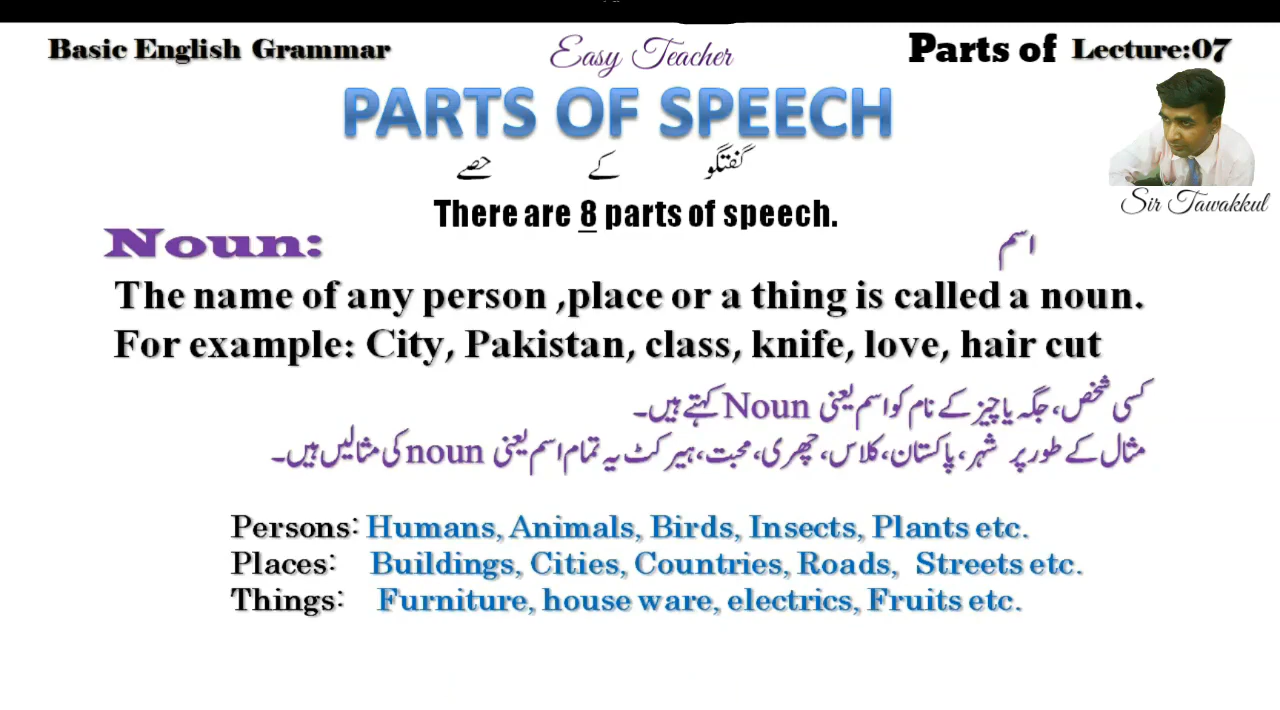 Basic English Grammar
Easy Teacher
Parts of Lecture:07
PARTS OF SPEECH
گفتگو کے حصے
Sir Tawakkul
There are 8 parts of speech.
Noun: اسم
The name of any person ,place or a thing is called a noun.
For example: City, Pakistan, class, knife, love, hair cut
کسی شخص، جگہ یا چیز کے نام کو اسم یعنی Noun کہتے ہیں۔
مثال کے طور پر شہر، پاکستان، کلاس، چھری، محبت، ہیر کٹ یہ تمام اسم یعنی noun کی مثالیں ہیں۔
Persons: Humans, Animals, Birds, Insects, Plants etc.
Places: Buildings, Cities, Countries, Roads, Streets etc.
Things: Furniture, house ware, electrics, Fruits etc.